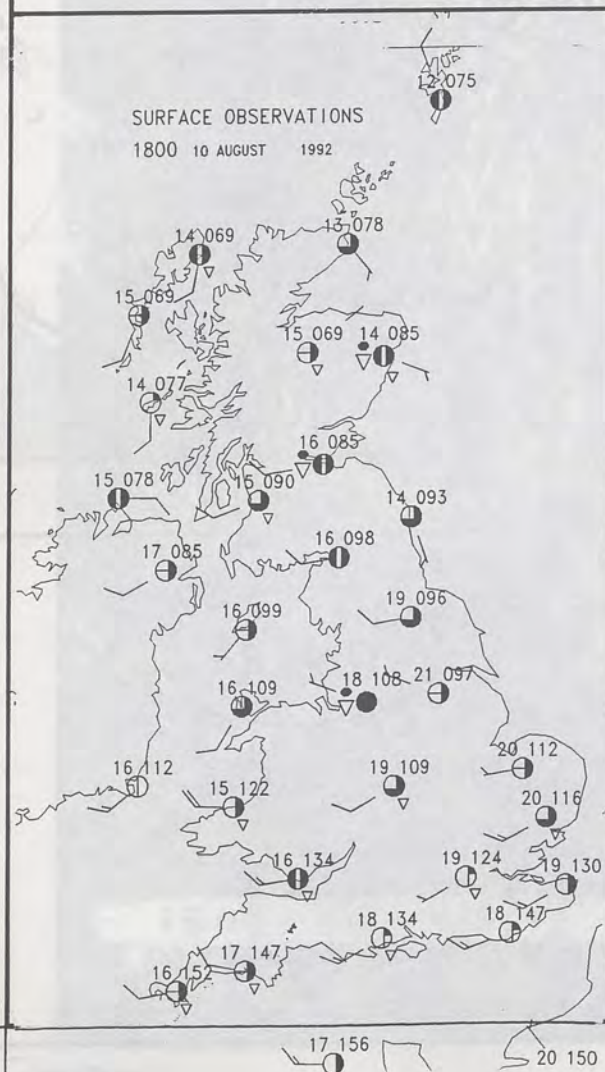 12 075
SURFACE OBSERVATIONS
1800 10 AUGUST 1992
13 078
14 069
15 069
15 069 14 085
14 077
16 085
15 078 15 090
14 093
17 085 16 098
16 099 19 096
18 108 21 097
16 109
20 112
16 112 15 122 19 109
20 116
16 134 19 124 19 130
18 134 18 147
17 147
16 152
17 156 20 150